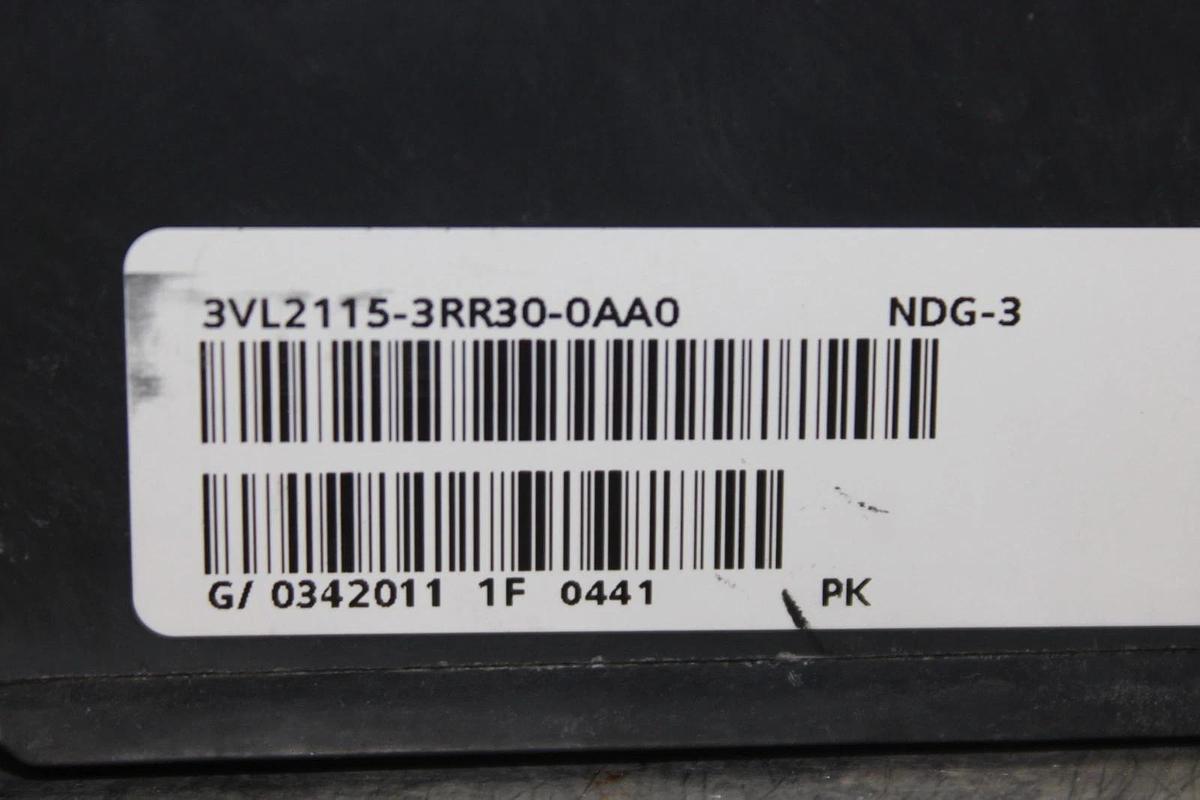 3VL2115-3RR30-0AA0 NDG-3
G/ 0342011 1F 0441 PK